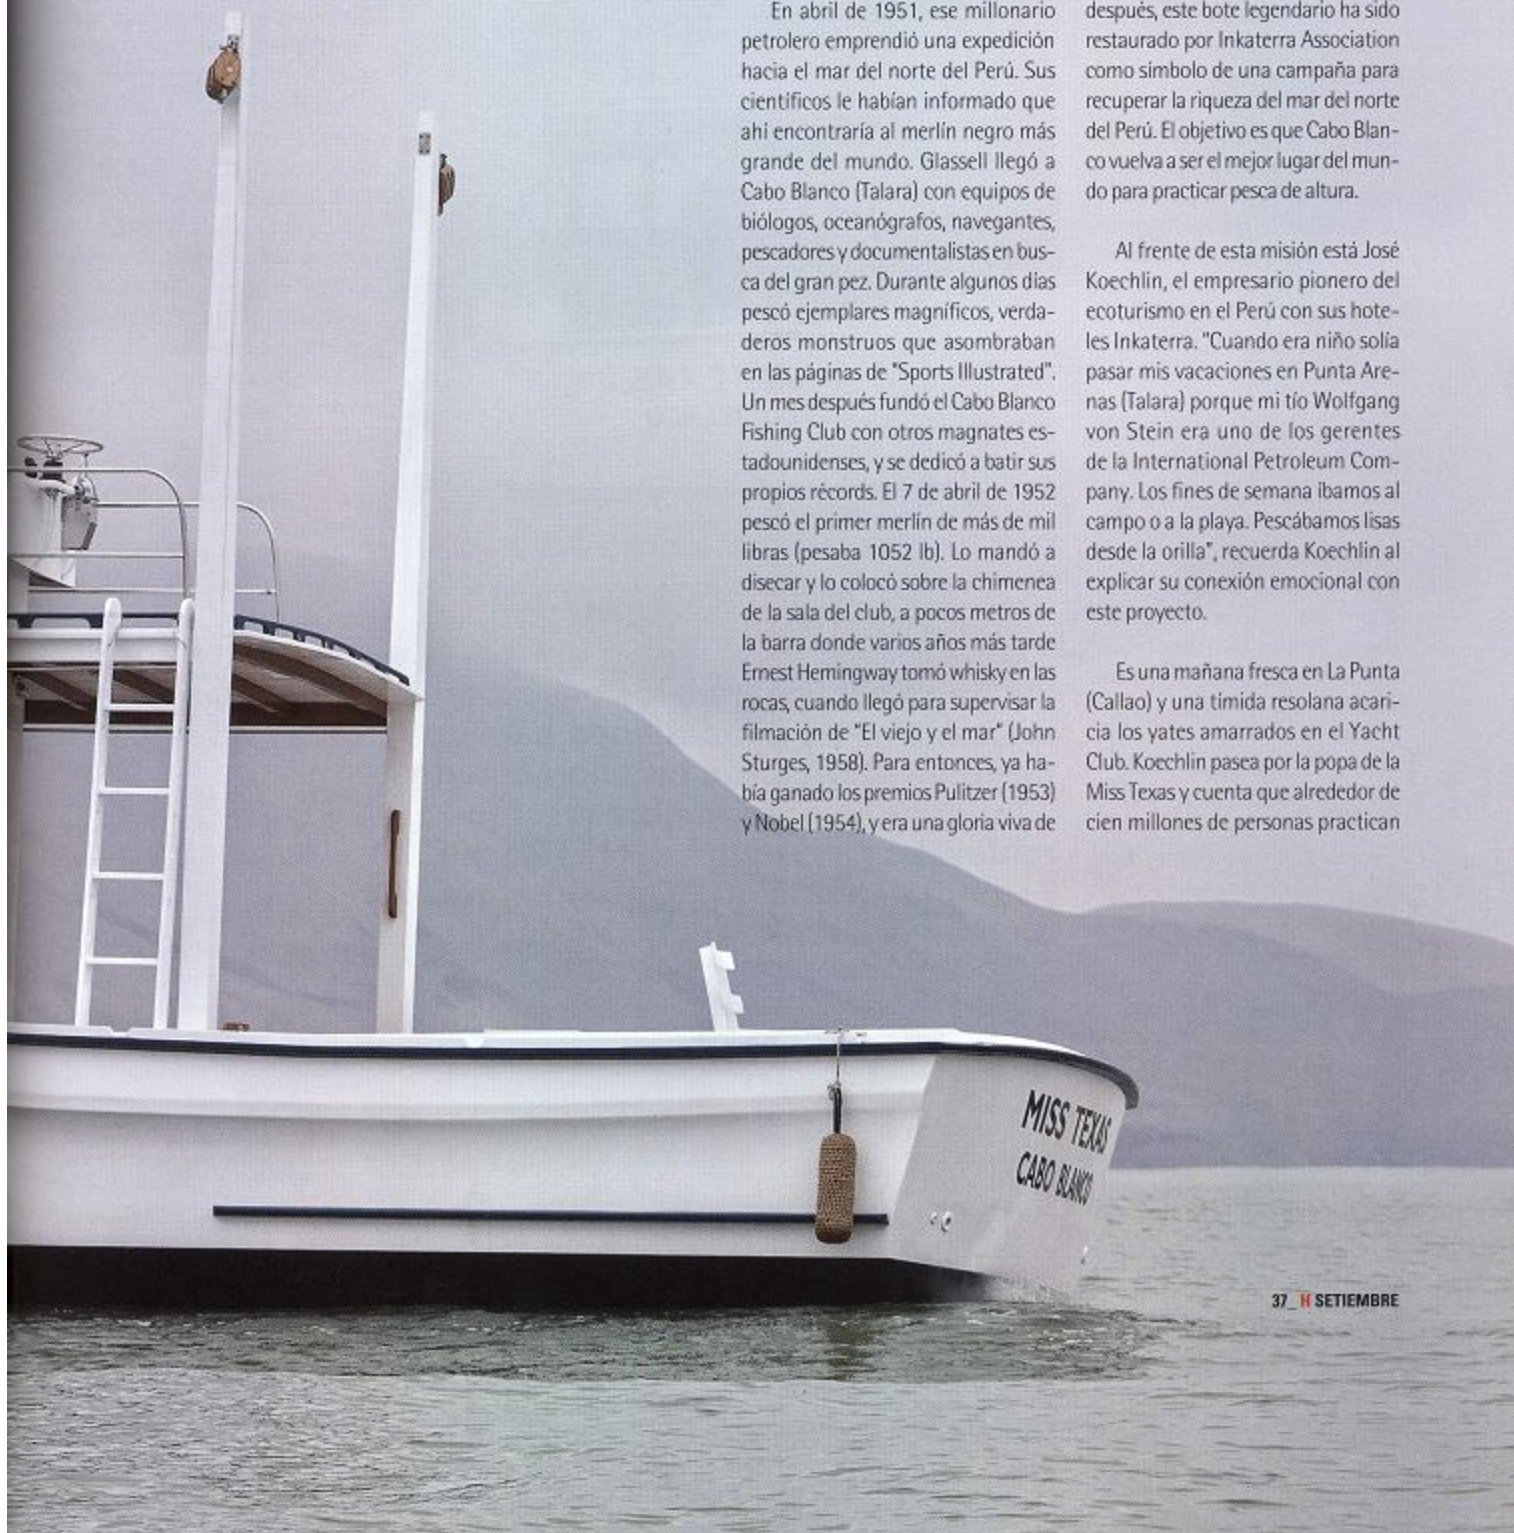 En abril de 1951, ese millonario
petrolero emprendió una expedición
hacia el mar del norte del Perú. Sus
científicos le habían informado que
ahí encontraría al merlín negro más
grande del mundo. Glassell llegó a
Cabo Blanco (Talara) con equipos de
biólogos, oceanógrafos, navegantes,
pescadores y documentalistas en bus-
ca del gran pez. Durante algunos días
pescó ejemplares magníficos, verda-
deros monstruos que asombraban
en las páginas de "Sports Illustrated".
Un mes después fundó el Cabo Blanco
Fishing Club con otros magnates es-
tadounidenses, y se dedicó a batir sus
propios récords. El 7 de abril de 1952
pescó el primer merlín de más de mil
libras (pesaba 1052 lb). Lo mandó a
disecar y lo colocó sobre la chimenea
de la sala del club, a pocos metros de
la barra donde varios años más tarde
Ernest Hemingway tomó whisky en las
rocas, cuando llegó para supervisar la
filmación de "El viejo y el mar" (John
Sturges, 1958). Para entonces, ya ha-
bía ganado los premios Pulitzer (1953)
y Nobel (1954), y era una gloria viva de
después, este bote legendario ha sido
restaurado por Inkaterra Association
como símbolo de una campaña para
recuperar la riqueza del mar del norte
del Perú. El objetivo es que Cabo Blan-
co vuelva a ser el mejor lugar del mun-
do para practicar pesca de altura.
Al frente de esta misión está José
Koechlin, el empresario pionero del
ecoturismo en el Perú con sus hote-
les Inkaterra. "Cuando era niño solía
pasar mis vacaciones en Punta Are-
nas (Talara) porque mi tío Wolfgang
von Stein era uno de los gerentes
de la International Petroleum Com-
pany. Los fines de semana íbamos al
campo o a la playa. Pescábamos lisas
desde la orilla", recuerda Koechlin al
explicar su conexión emocional con
este proyecto.
Es una mañana fresca en La Punta
(Callao) y una tímida resolana acari-
cia los yates amarrados en el Yacht
Club. Koechlin pasea por la popa de la
Miss Texas y cuenta que alrededor de
cien millones de personas practican
MISS TEXAS
CABO BLANCO
37_H SETIEMBRE